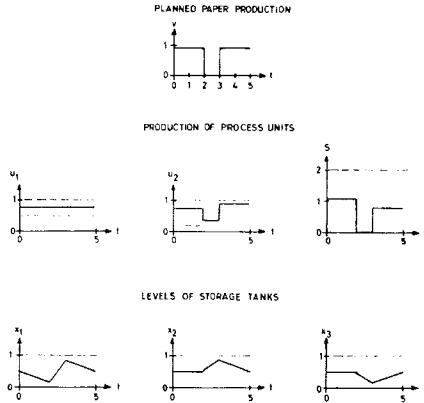 PLANNED PAPER PRODUCTION
v
1
0
0 1 2 3 4 5 t
PRODUCTION OF PROCESS UNITS
u1 u2 S
2
1 1 1
0 0 0
0 5 t 0 5 t 0 5 t
LEVELS OF STORAGE TANKS
x1 x2 x3
1 1 1
0 0 0
0 5 t 0 5 t 0 5